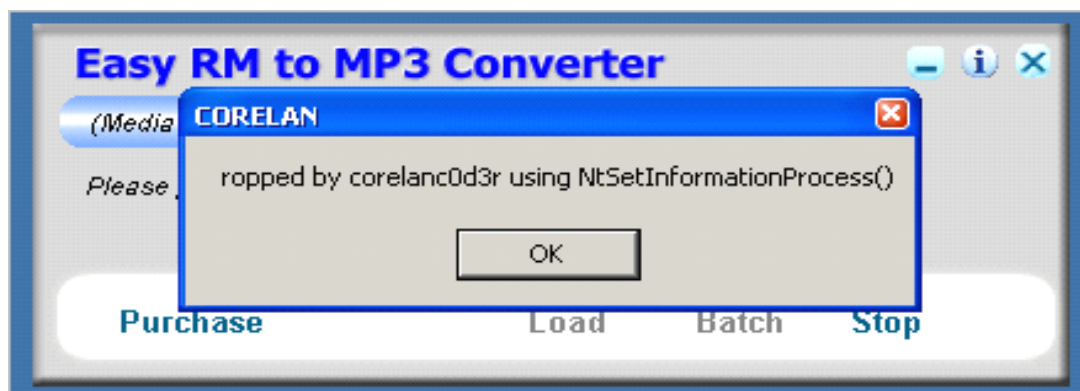 Easy RM to MP3 Converter
(Media
CORELAN
Please
ropped by corelanc0d3r using NtSetInformationProcess()
OK
Purchase Load Batch Stop